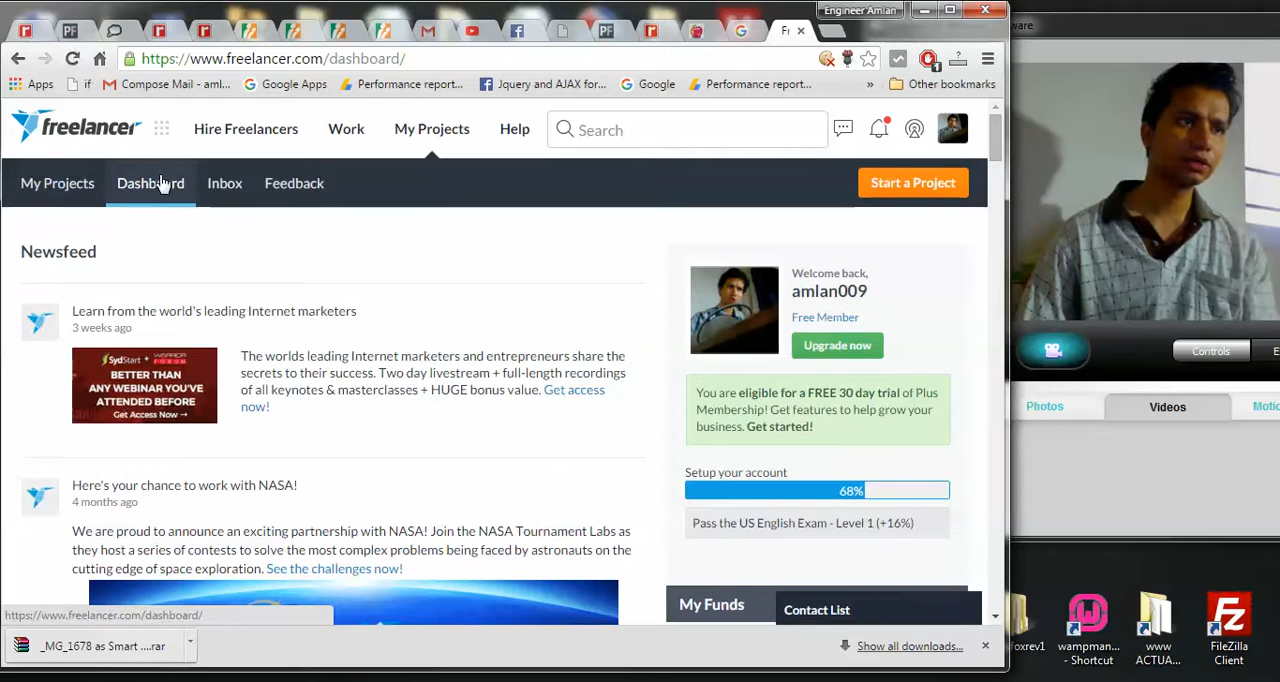 Engineer Amlan
Fr
https://www.freelancer.com/dashboard/
Apps
if
Compose Mail - aml...
Google Apps
Performance report...
Jquery and AJAX for...
Google
Performance report...
»
Other bookmarks
ware
freelancer
Hire Freelancers
Work
My Projects
Help
Search
My Projects
Dashboard
Inbox
Feedback
Start a Project
Newsfeed
Learn from the world's leading Internet marketers
3 weeks ago
SydStart + WARRIOR FORUM
BETTER THAN
ANY WEBINAR YOU'VE
ATTENDED BEFORE
Get Access Now →
The worlds leading Internet marketers and entrepreneurs share the
secrets to their success. Two day livestream + full-length recordings
of all keynotes & masterclasses + HUGE bonus value. Get access
now!
Here's your chance to work with NASA!
4 months ago
We are proud to announce an exciting partnership with NASA! Join the NASA Tournament Labs as
they host a series of contests to solve the most complex problems being faced by astronauts on the
cutting edge of space exploration. See the challenges now!
Welcome back,
amlan009
Free Member
Upgrade now
You are eligible for a FREE 30 day trial of Plus
Membership! Get features to help grow your
business. Get started!
Setup your account
68%
Pass the US English Exam - Level 1 (+16%)
My Funds
Contact List
https://www.freelancer.com/dashboard/
_MG_1678 as Smart ....rar
Show all downloads...
Controls
E
Photos
Videos
Motic
foxrev1
wampman...
- Shortcut
www
ACTUA...
FileZilla
Client